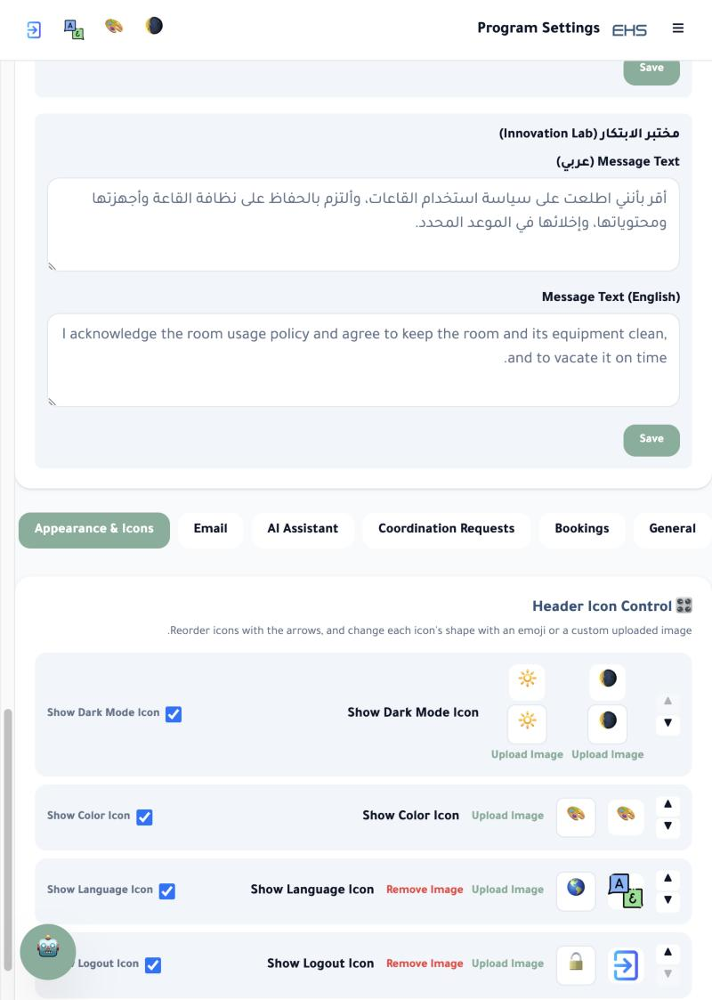 Program Settings EHS ☰
Save
مختبر الابتكار (Innovation Lab)
Message Text (عربي)
أقر بأنني اطلعت على سياسة استخدام القاعات، وألتزم بالحفاظ على نظافة القاعة وأجهزتها
ومحتوياتها، وإخلائها في الموعد المحدد.
Message Text (English)
I acknowledge the room usage policy and agree to keep the room and its equipment clean,
.and to vacate it on time
Save
Appearance & Icons Email AI Assistant Coordination Requests Bookings General
Header Icon Control
.Reorder icons with the arrows, and change each icon's shape with an emoji or a custom uploaded image
Show Dark Mode Icon Show Dark Mode Icon
Upload Image Upload Image
Show Color Icon Show Color Icon Upload Image
Show Language Icon Show Language Icon Remove Image Upload Image
Logout Icon Show Logout Icon Remove Image Upload Image